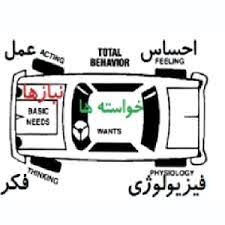 عمل
ACTING
TOTAL
BEHAVIOR
احساس
FEELING
نیازها
BASIC
NEEDS
خواسته ها
WANTS
THINKING
فکر
PHYSIOLOGY
فیزیولوژی